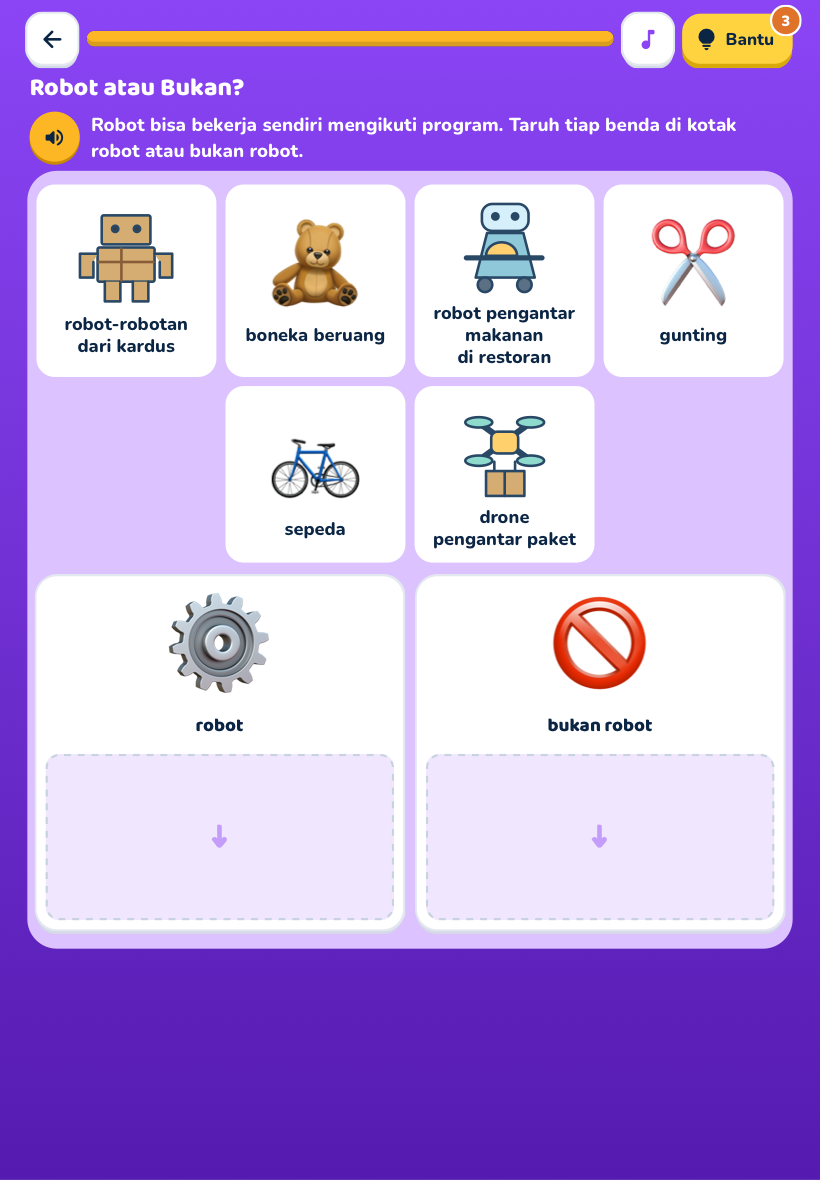 3
Bantu
Robot atau Bukan?
Robot bisa bekerja sendiri mengikuti program. Taruh tiap benda di kotak
robot atau bukan robot.
robot-robotan
dari kardus
boneka beruang
robot pengantar
makanan
di restoran
gunting
sepeda
drone
pengantar paket
robot
bukan robot